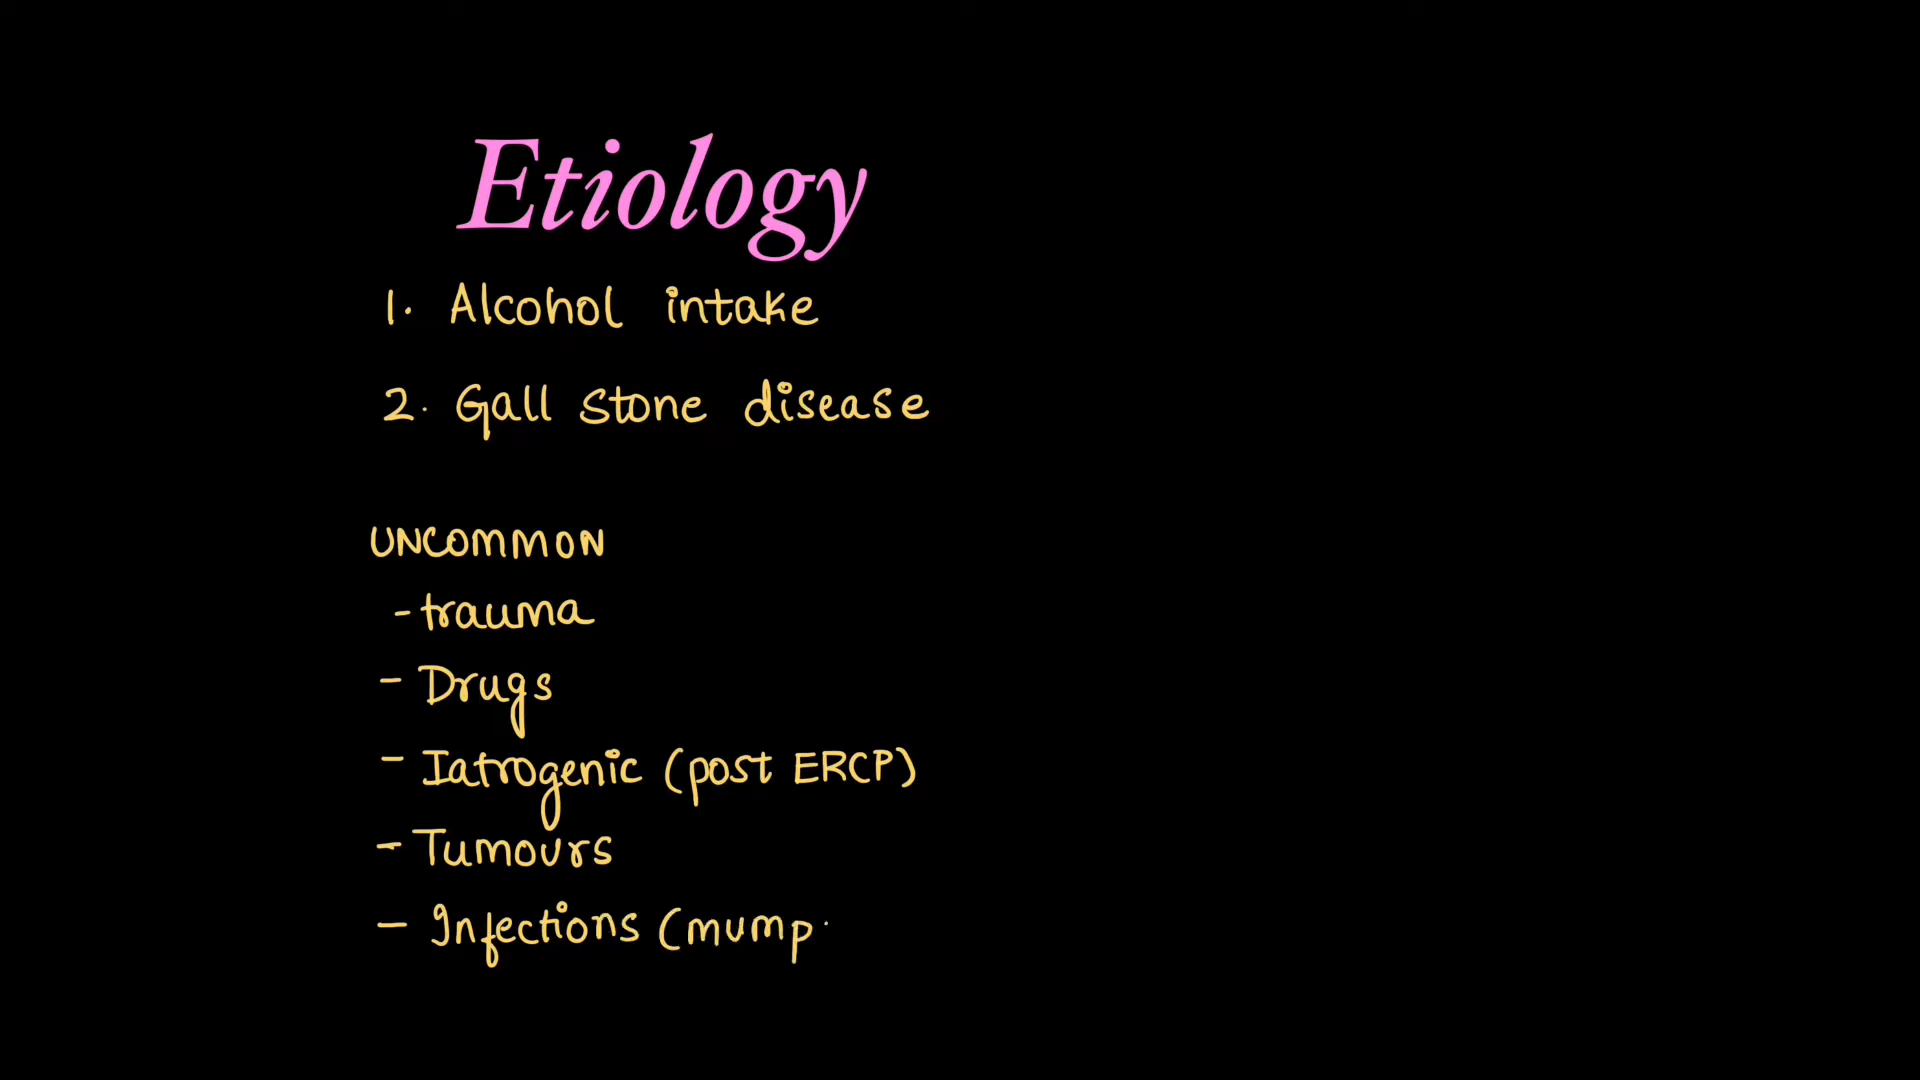 Etiology
1. Alcohol intake
2. Gall stone disease
UNCOMMON
- trauma
- Drugs
- Iatrogenic (post ERCP)
- Tumours
- Infections (mump